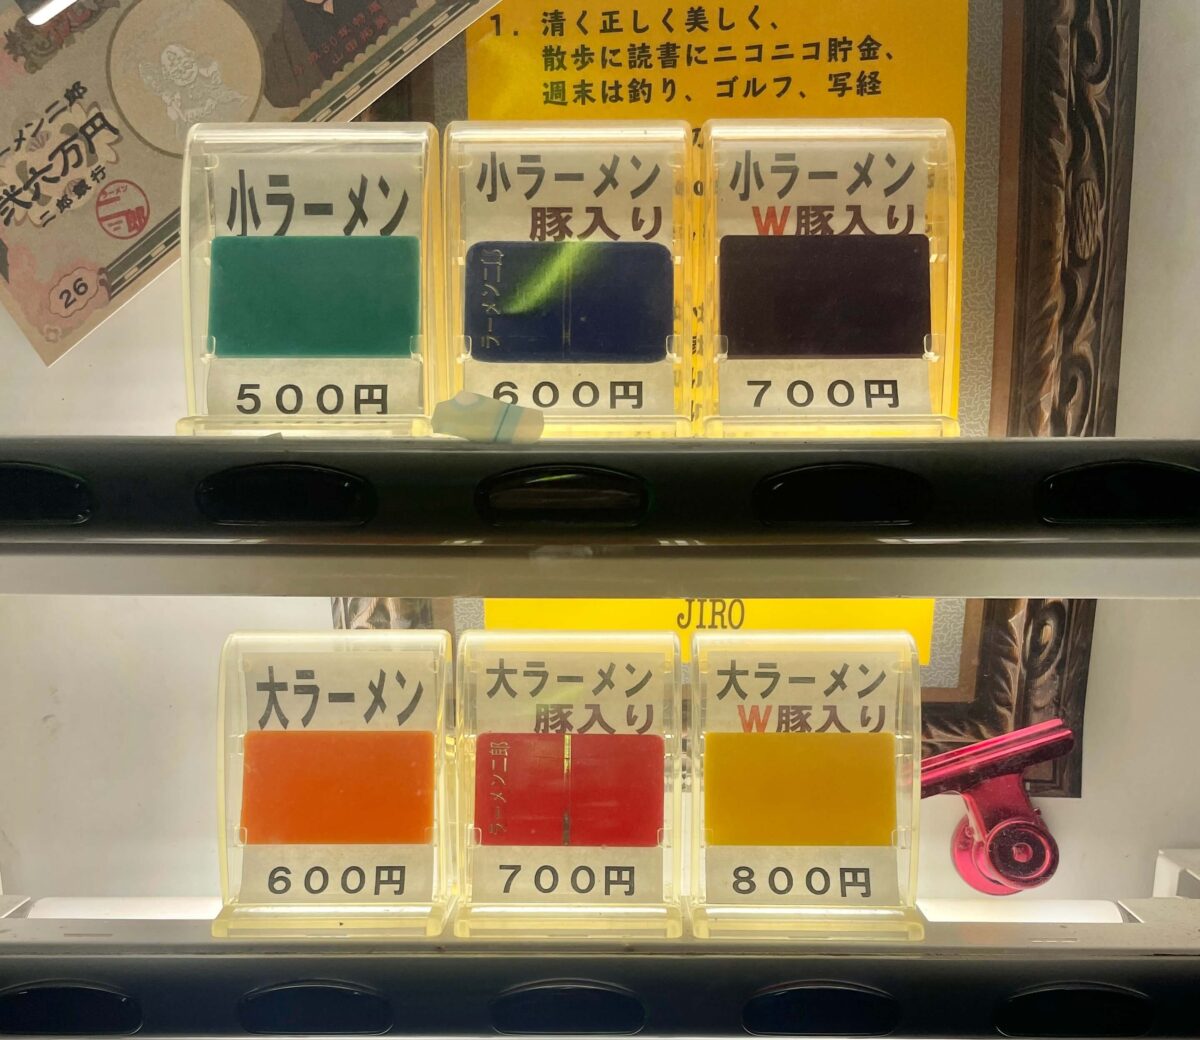 1. 清く正しく美しく、
散歩に読書にニコニコ貯金、
週末は釣り、ゴルフ、写経
ーメン二郎
弐六万円
二郎銀行
ラーメン
二郎
26
小ラーメン
500円
小ラーメン
豚入り
ラーメン二郎
600円
小ラーメン
W豚入り
700円
JIRO
大ラーメン
600円
大ラーメン
豚入り
ラーメン二郎
700円
大ラーメン
W豚入り
800円